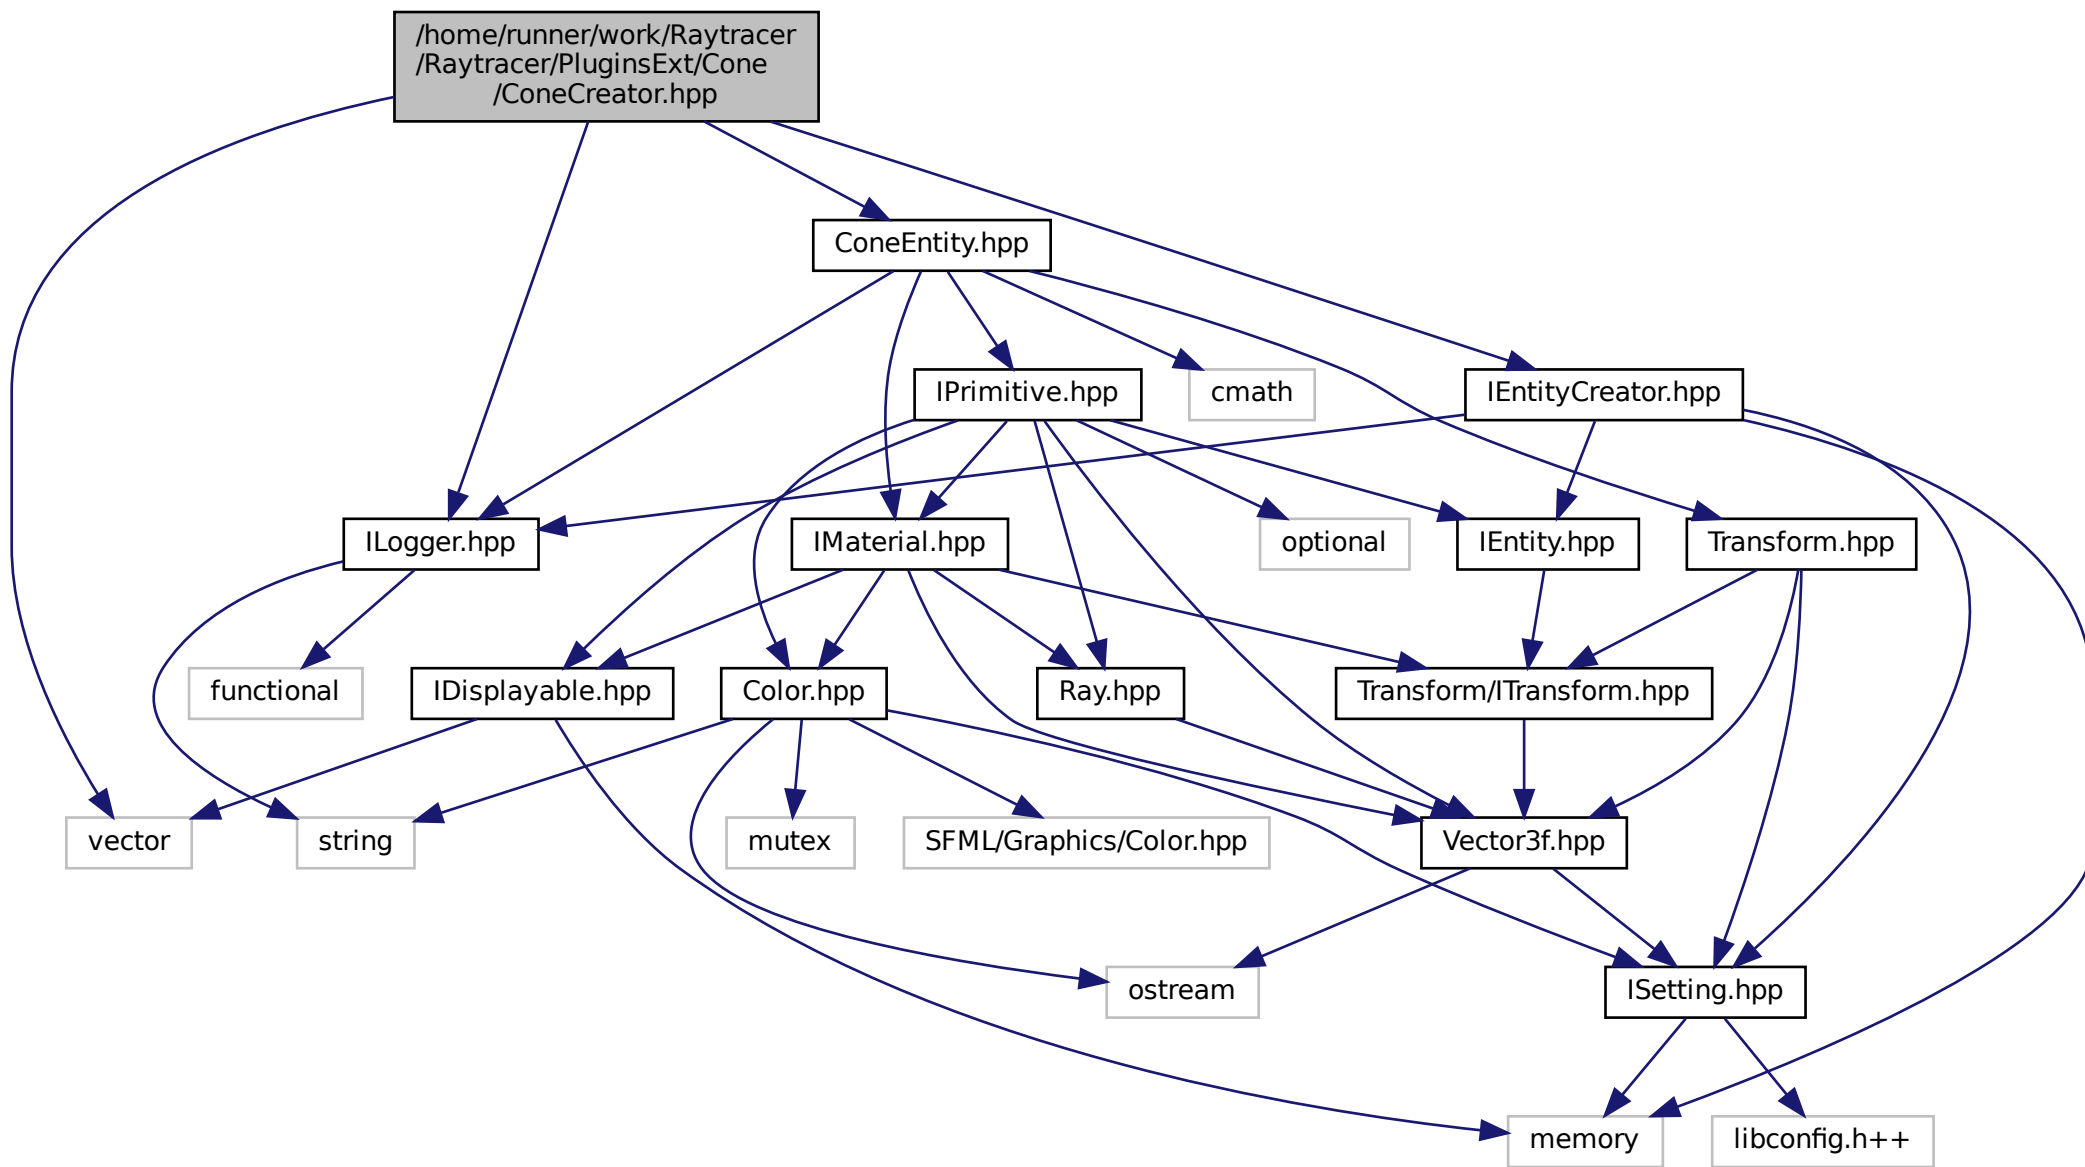 /home/runner/work/Raytracer
/Raytracer/PluginsExt/Cone
/ConeCreator.hpp
ConeEntity.hpp
IPrimitive.hpp
cmath
IEntityCreator.hpp
ILogger.hpp
IMaterial.hpp
optional
IEntity.hpp
Transform.hpp
functional
IDisplayable.hpp
Color.hpp
Ray.hpp
Transform/ITransform.hpp
vector
string
mutex
SFML/Graphics/Color.hpp
Vector3f.hpp
ostream
ISetting.hpp
memory
libconfig.h++